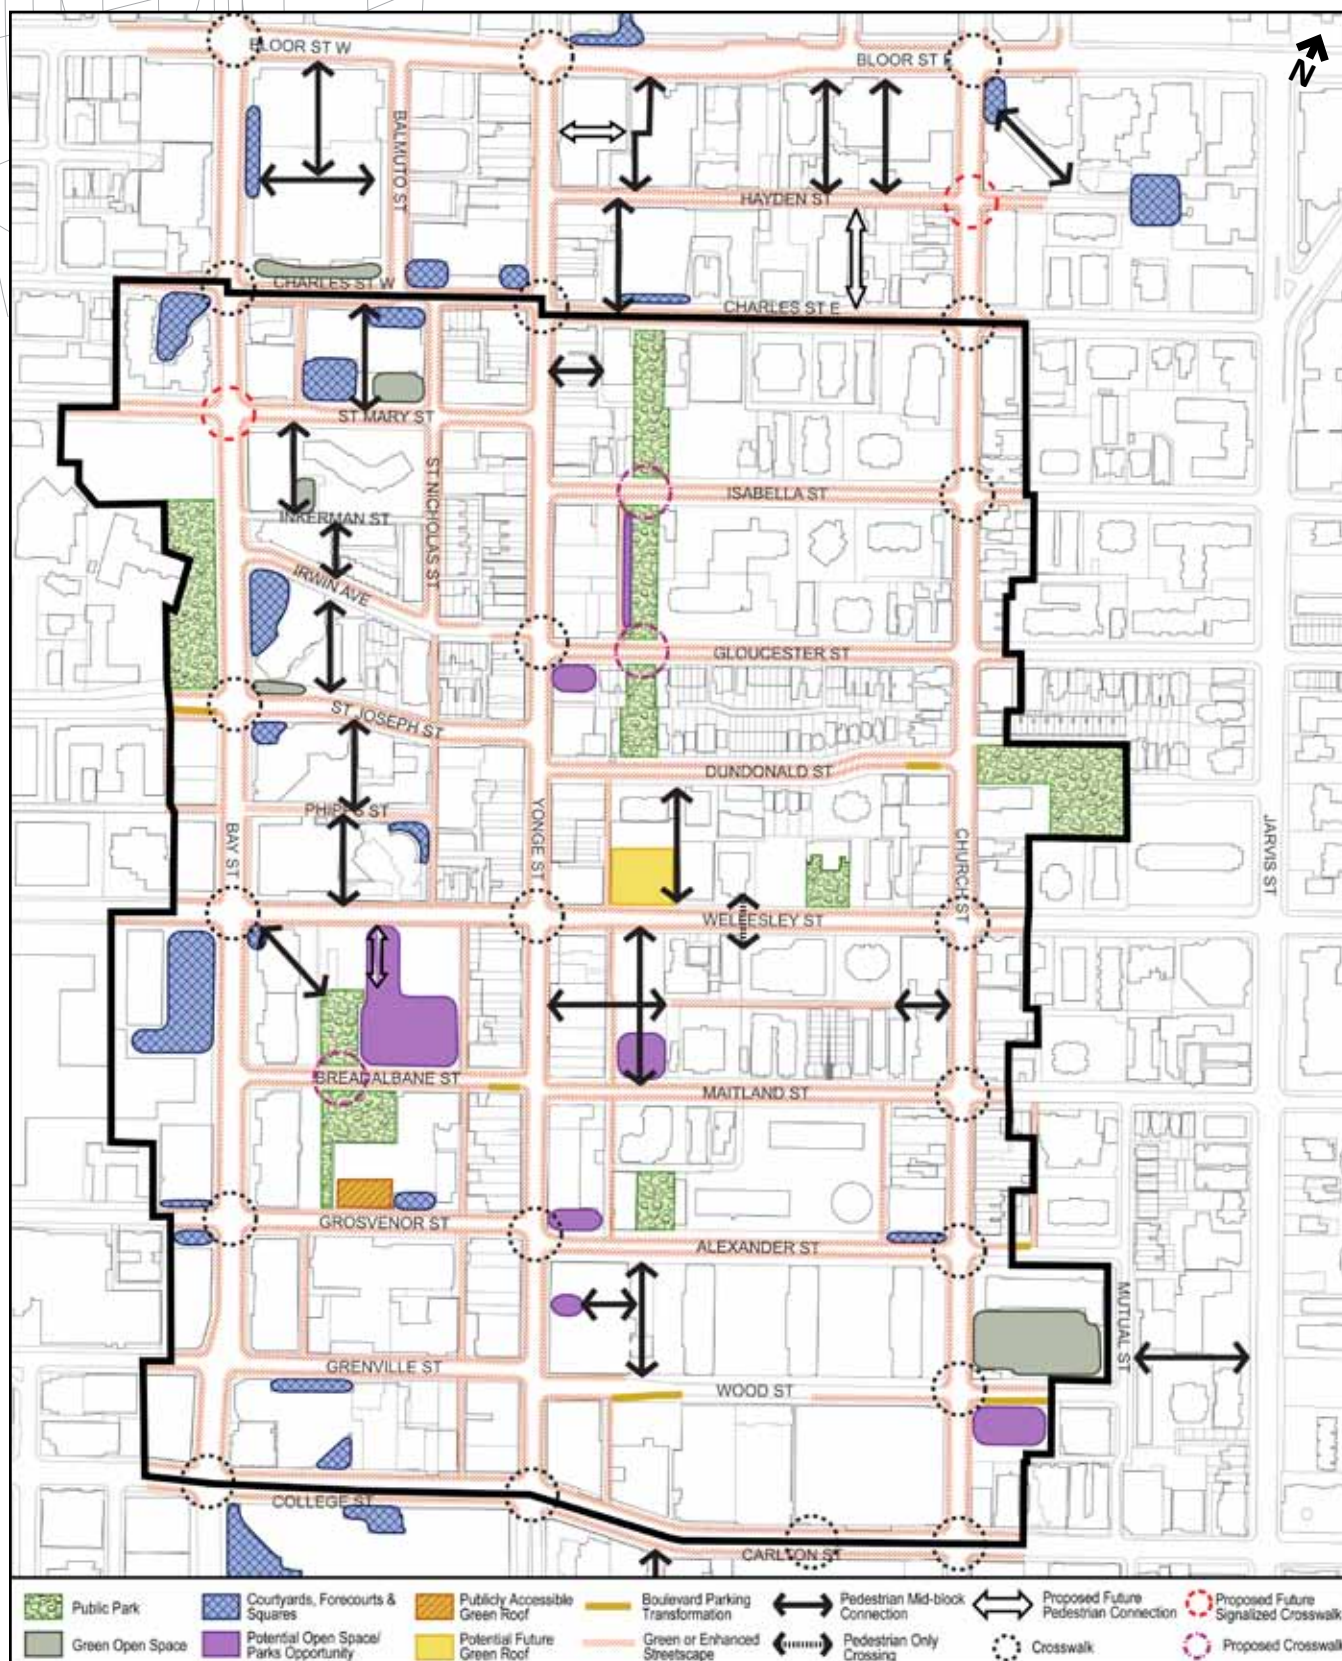 BLOOR ST W
BLOOR ST E
N
BALMUTO ST
HAYDEN ST
CHARLES ST W
CHARLES ST E
ST MARY ST
ST NICHOLAS ST
ISABELLA ST
INKERMAN ST
IRWIN AVE
GLOUCESTER ST
ST JOSEPH ST
DUNDONALD ST
PHIPPS ST
BAY ST
YONGE ST
CHURCH ST
JARVIS ST
WELLESLEY ST
BREADALBANE ST
MAITLAND ST
GROSVENOR ST
ALEXANDER ST
MUTUAL ST
GRENVILLE ST
WOOD ST
COLLEGE ST
CARLTON ST
Public Park
Courtyards, Forecourts &
Squares
Publicly Accessible
Green Roof
Boulevard Parking
Transformation
Pedestrian Mid-block
Connection
Proposed Future
Pedestrian Connection
Proposed Future
Signalized Crosswalk
Green Open Space
Potential Open Space/
Parks Opportunity
Potential Future
Green Roof
Green or Enhanced
Streetscape
Pedestrian Only
Crossing
Crosswalk
Proposed Crosswalk